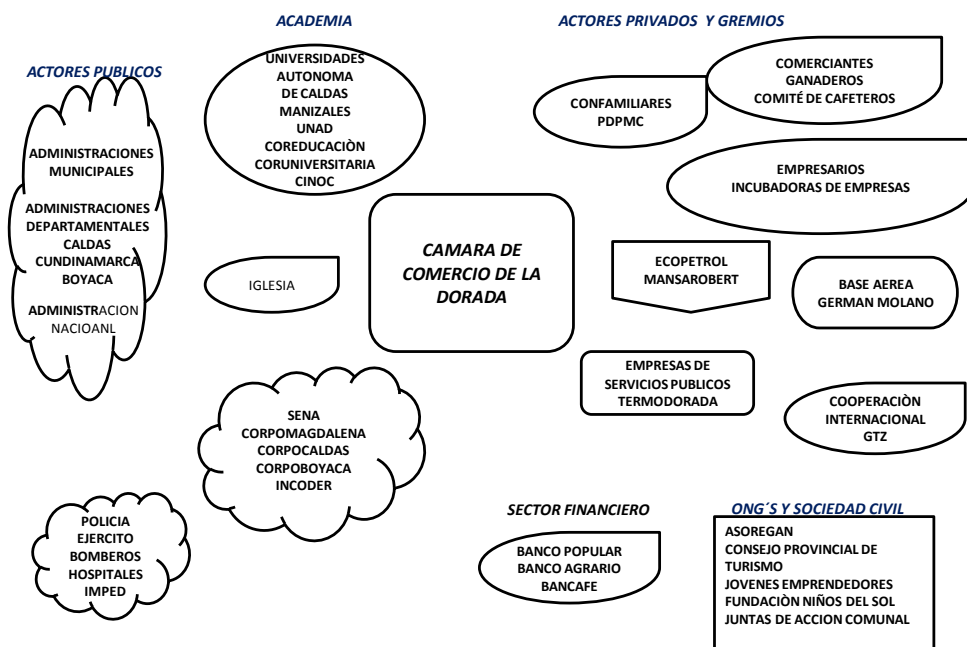 ACADEMIA
ACTORES PRIVADOS Y GREMIOS
ACTORES PUBLICOS
UNIVERSIDADES
AUTONOMA
DE CALDAS
MANIZALES
UNAD
COREDUCACIÒN
CORUNIVERSITARIA
CINOC
CONFAMILIARES
PDPMC
COMERCIANTES
GANADEROS
COMITÉ DE CAFETEROS
ADMINISTRACIONES
MUNICIPALES
ADMINISTRACIONES
DEPARTAMENTALES
CALDAS
CUNDINAMARCA
BOYACA
ADMINISTRACION
NACIOANL
EMPRESARIOS
INCUBADORAS DE EMPRESAS
CAMARA DE
COMERCIO DE LA
DORADA
IGLESIA
ECOPETROL
MANSAROBERT
BASE AEREA
GERMAN MOLANO
EMPRESAS DE
SERVICIOS PUBLICOS
TERMODORADA
COOPERACIÒN
INTERNACIONAL
GTZ
SENA
CORPOMAGDALENA
CORPOCALDAS
CORPOBOYACA
INCODER
POLICIA
EJERCITO
BOMBEROS
HOSPITALES
IMPED
SECTOR FINANCIERO
BANCO POPULAR
BANCO AGRARIO
BANCAFE
ONG´S Y SOCIEDAD CIVIL
ASOREGAN
CONSEJO PROVINCIAL DE
TURISMO
JOVENES EMPRENDEDORES
FUNDACIÒN NIÑOS DEL SOL
JUNTAS DE ACCION COMUNAL